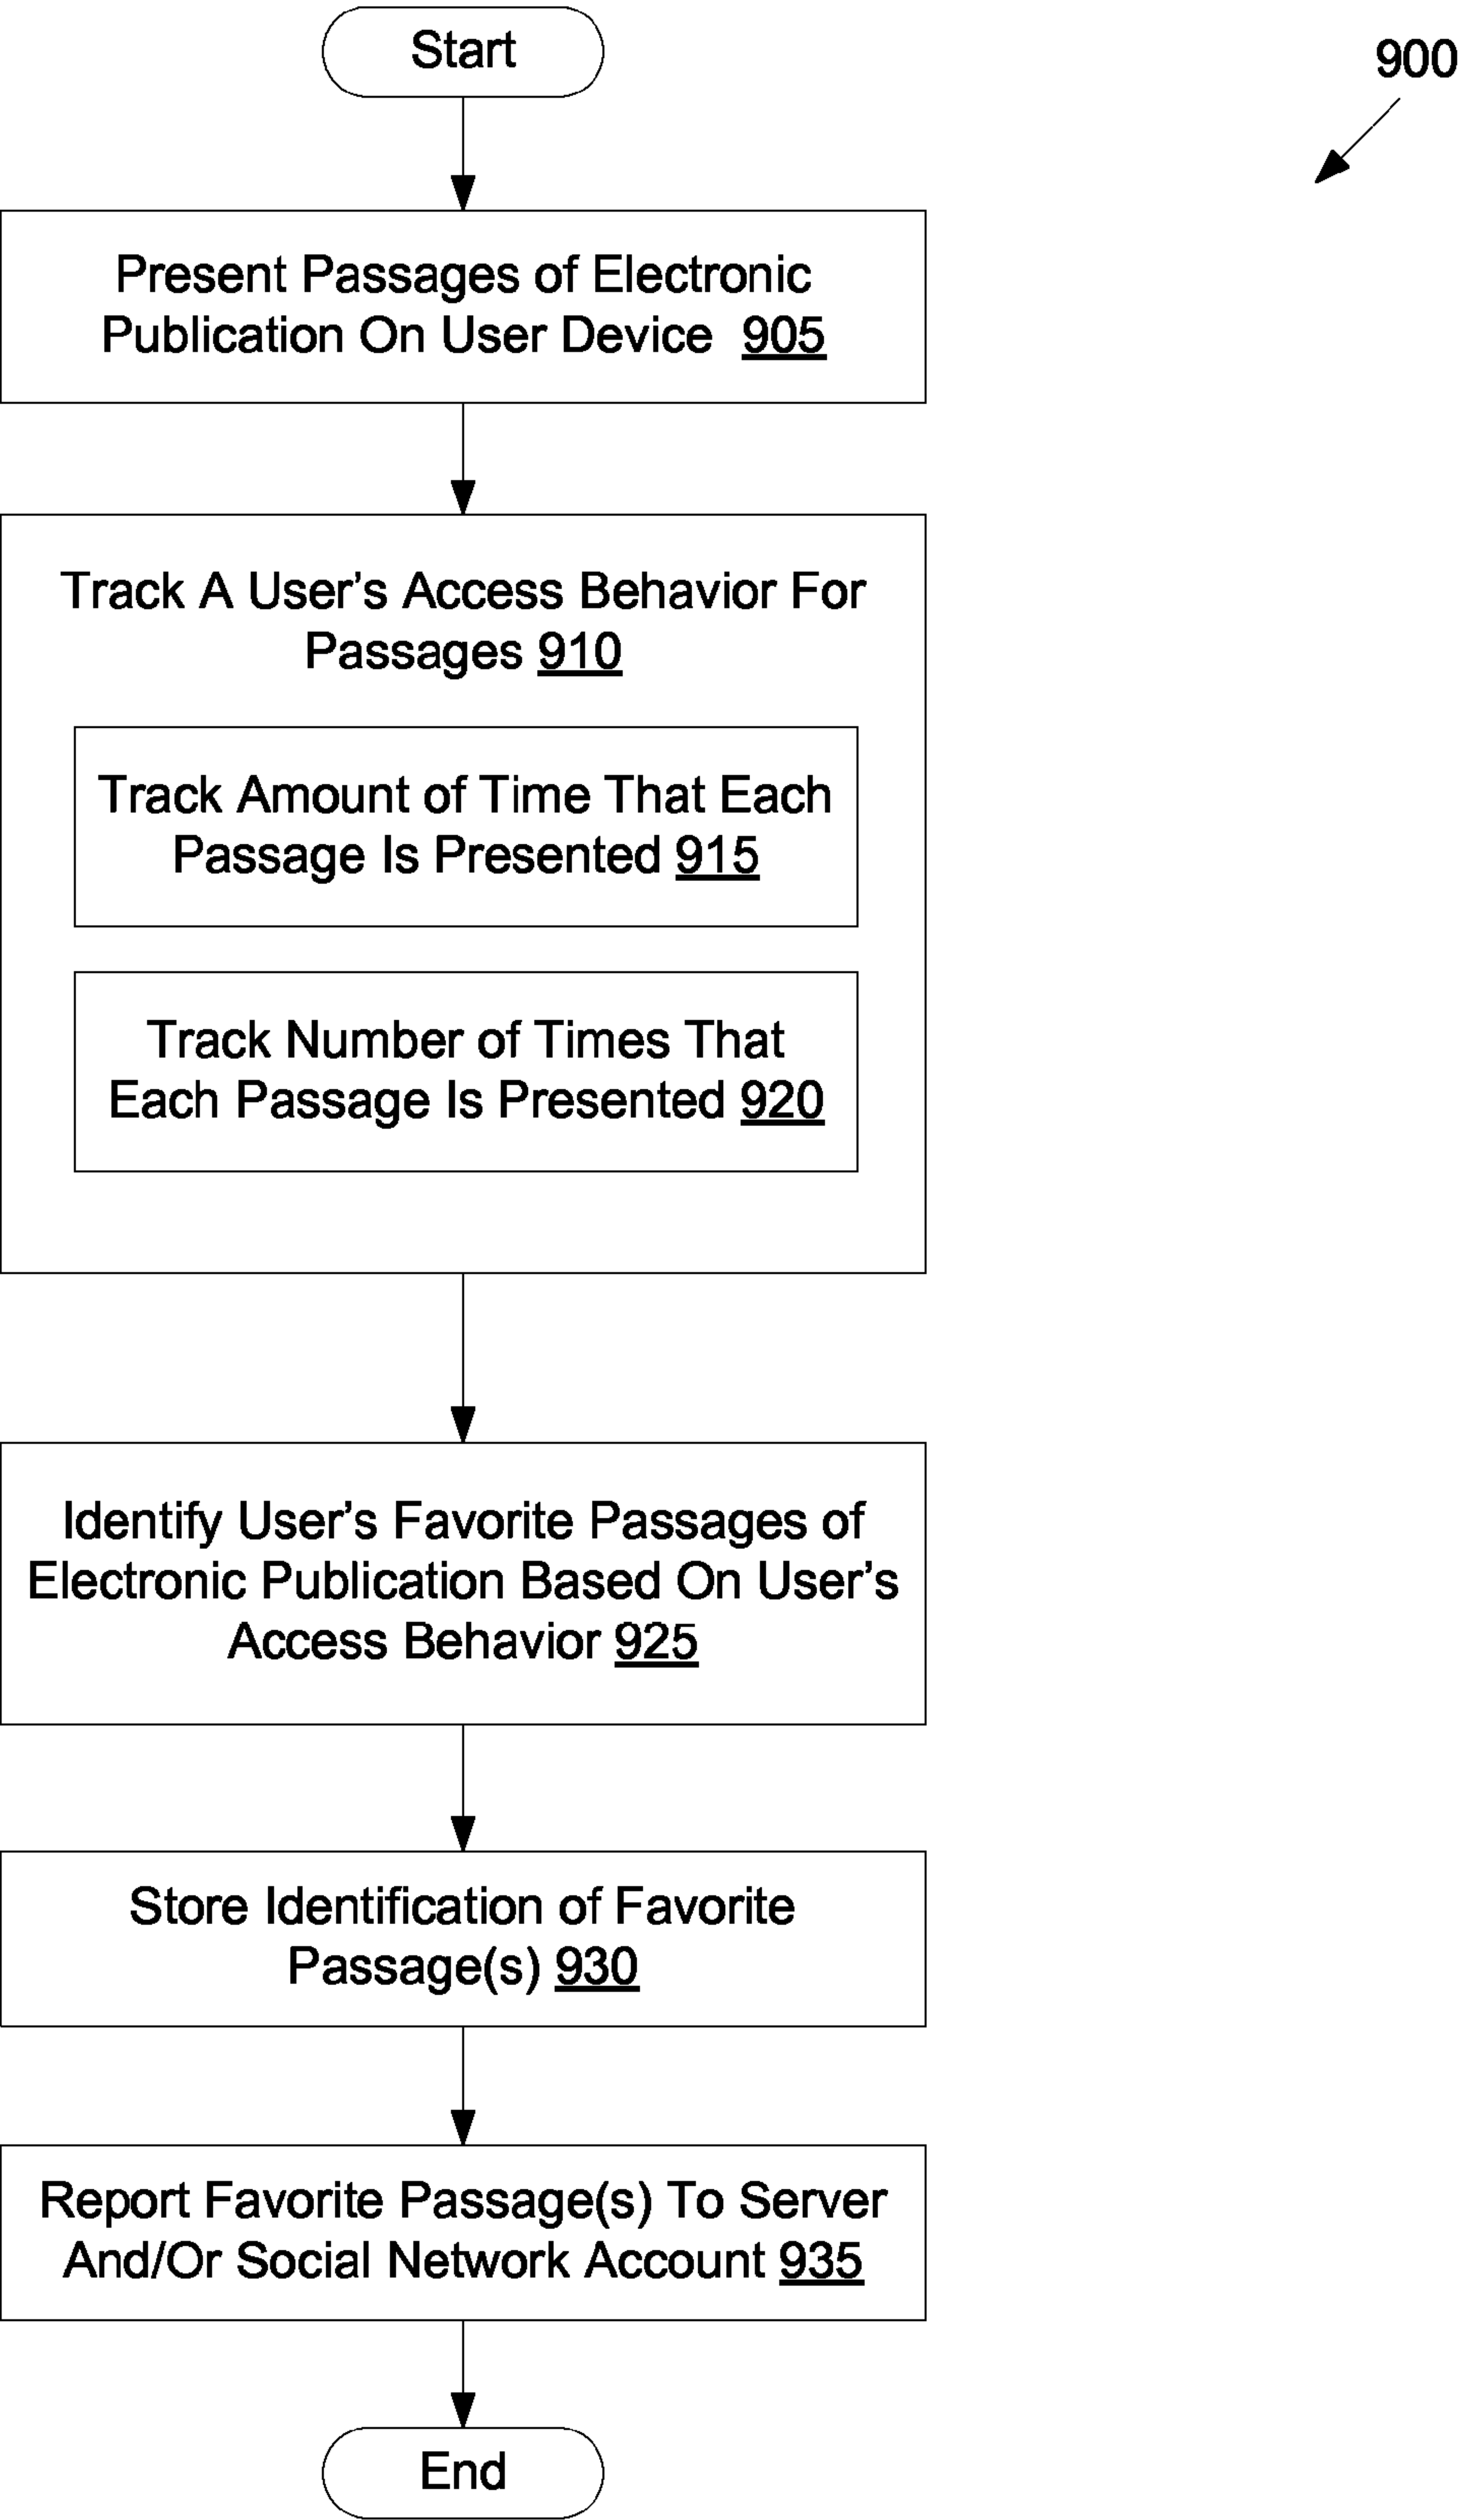 Start
900
Present Passages of Electronic
Publication On User Device 905
Track A User's Access Behavior For
Passages 910
Track Amount of Time That Each
Passage Is Presented 915
Track Number of Times That
Each Passage Is Presented 920
Identify User's Favorite Passages of
Electronic Publication Based On User's
Access Behavior 925
Store Identification of Favorite
Passage(s) 930
Report Favorite Passage(s) To Server
And/Or Social Network Account 935
End